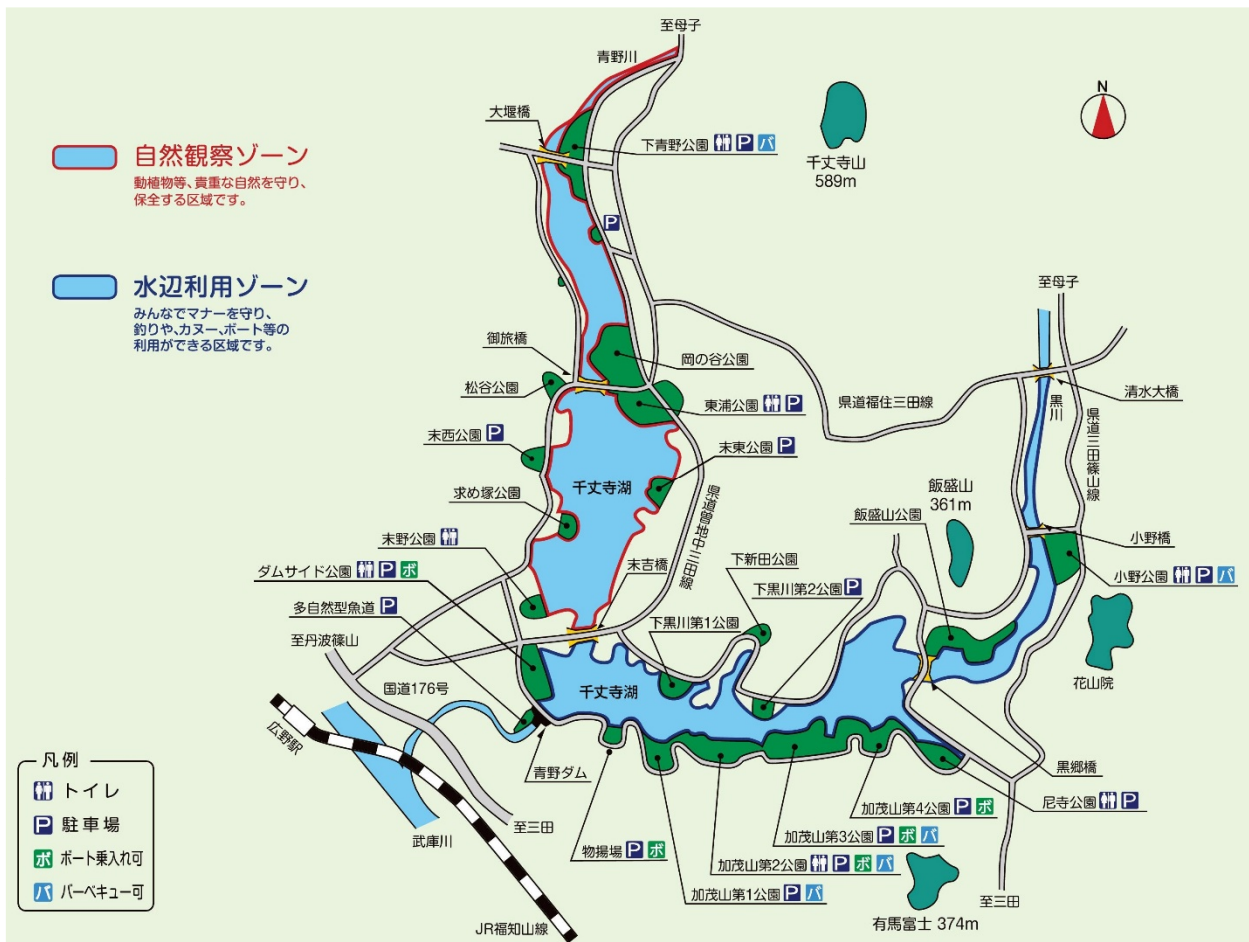 至母子
青野川
N
大堰橋
自然観察ゾーン
動植物等、貴重な自然を守り、
保全する区域です。
下青野公園 P バ
千丈寺山
589m
P
水辺利用ゾーン
みんなでマナーを守り、
釣りや、カヌー、ボート等の
利用ができる区域です。
至母子
御旅橋
岡の谷公園
松谷公園
清水大橋
東浦公園 P
県道福住三田線
黒川
県道三田篠山線
末西公園 P
末東公園 P
千丈寺湖
県道曽地中三田線
飯盛山
361m
求め塚公園
飯盛山公園
小野橋
末野公園
末吉橋
下新田公園
小野公園 P バ
ダムサイド公園 P ボ
下黒川第2公園 P
多自然型魚道 P
下黒川第1公園
至丹波篠山
花山院
国道176号
千丈寺湖
広野駅
青野ダム
黒郷橋
凡例
トイレ
P 駐車場
ボ ボート乗入れ可
バ バーベキュー可
武庫川
至三田
物揚場 P ボ
加茂山第4公園 P ボ
尼寺公園 P
加茂山第3公園 P ボ バ
加茂山第2公園 P ボ バ
加茂山第1公園 P バ
至三田
有馬富士 374m
JR福知山線